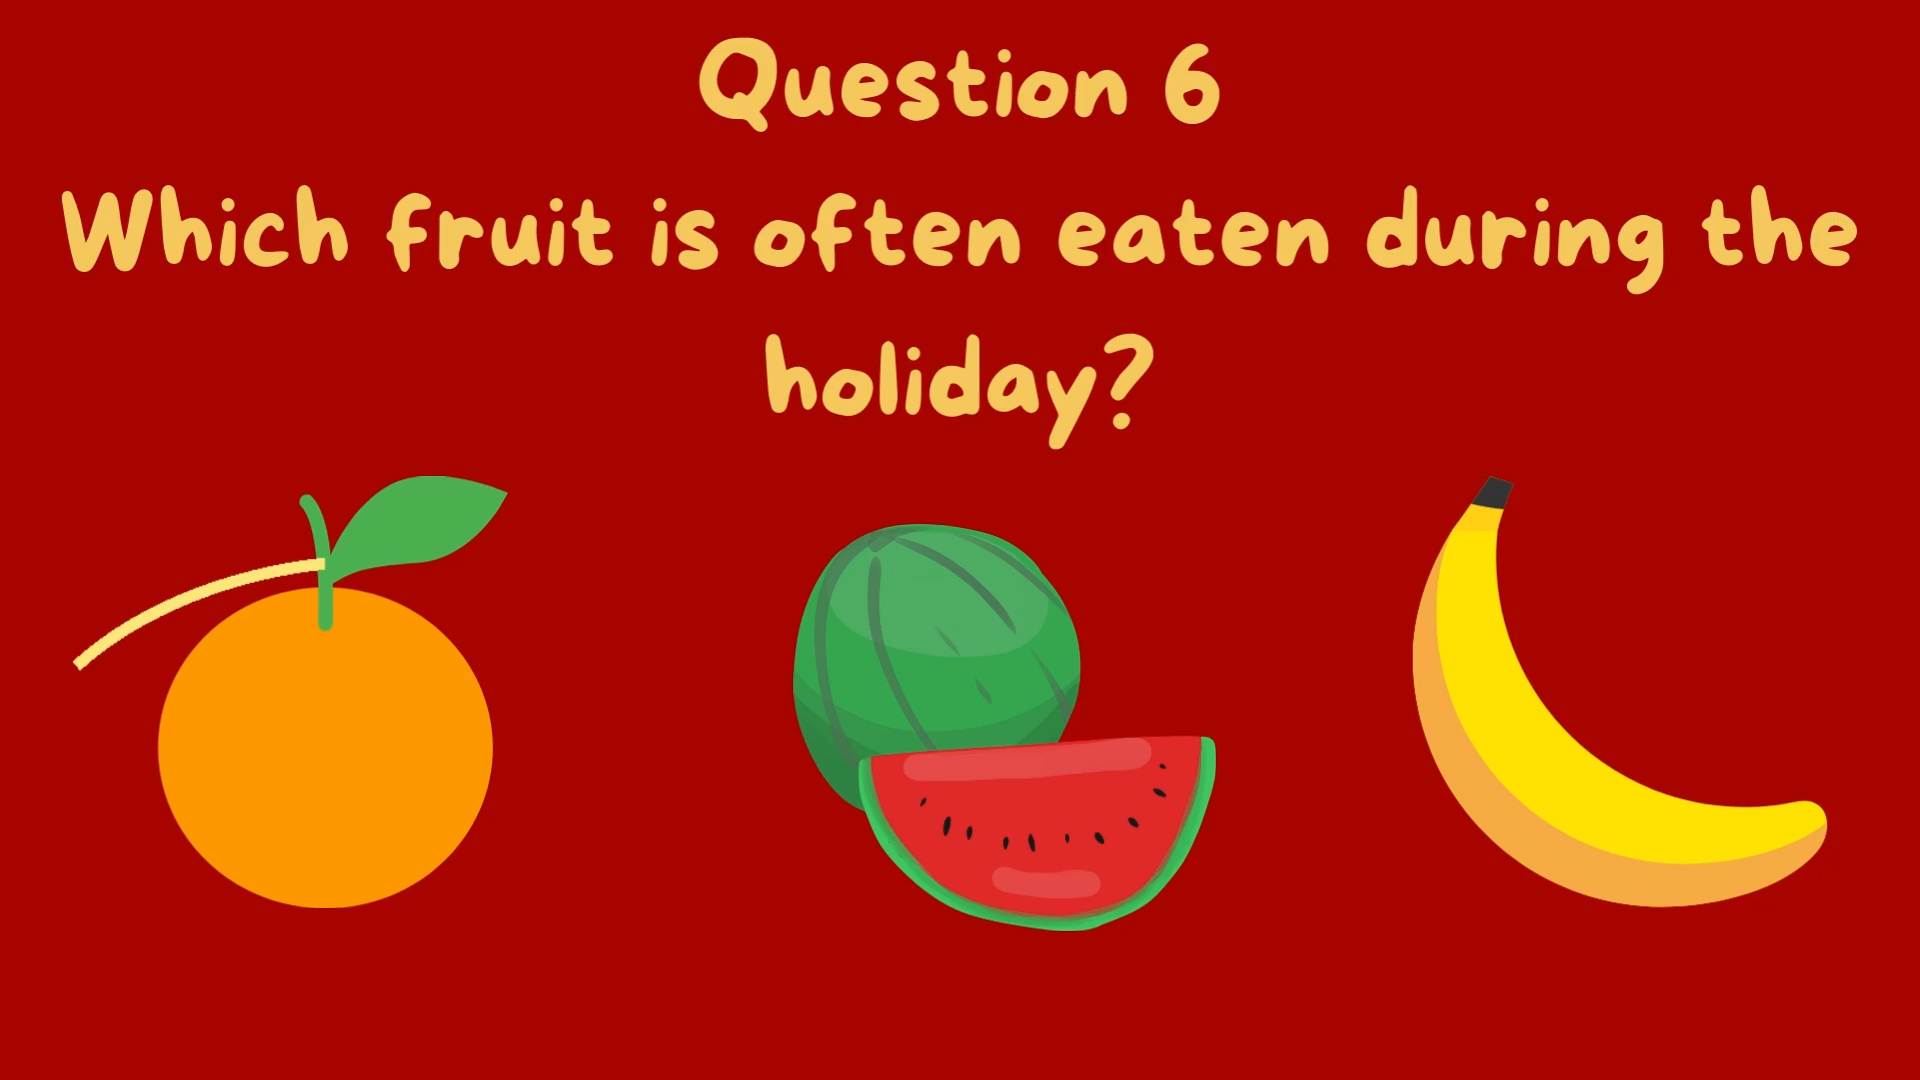 Question 6
Which fruit is often eaten during the
holiday?